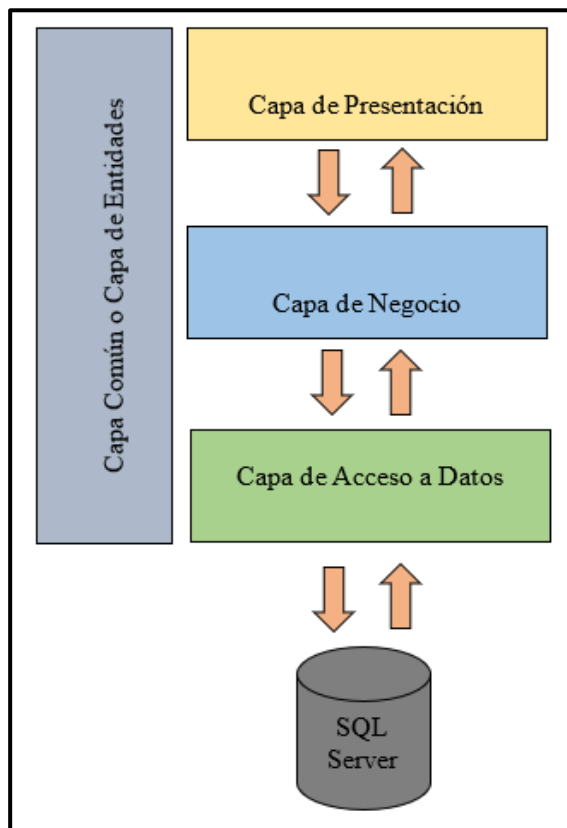 Capa Común o Capa de Entidades
Capa de Presentación
Capa de Negocio
Capa de Acceso a Datos
SQL
Server